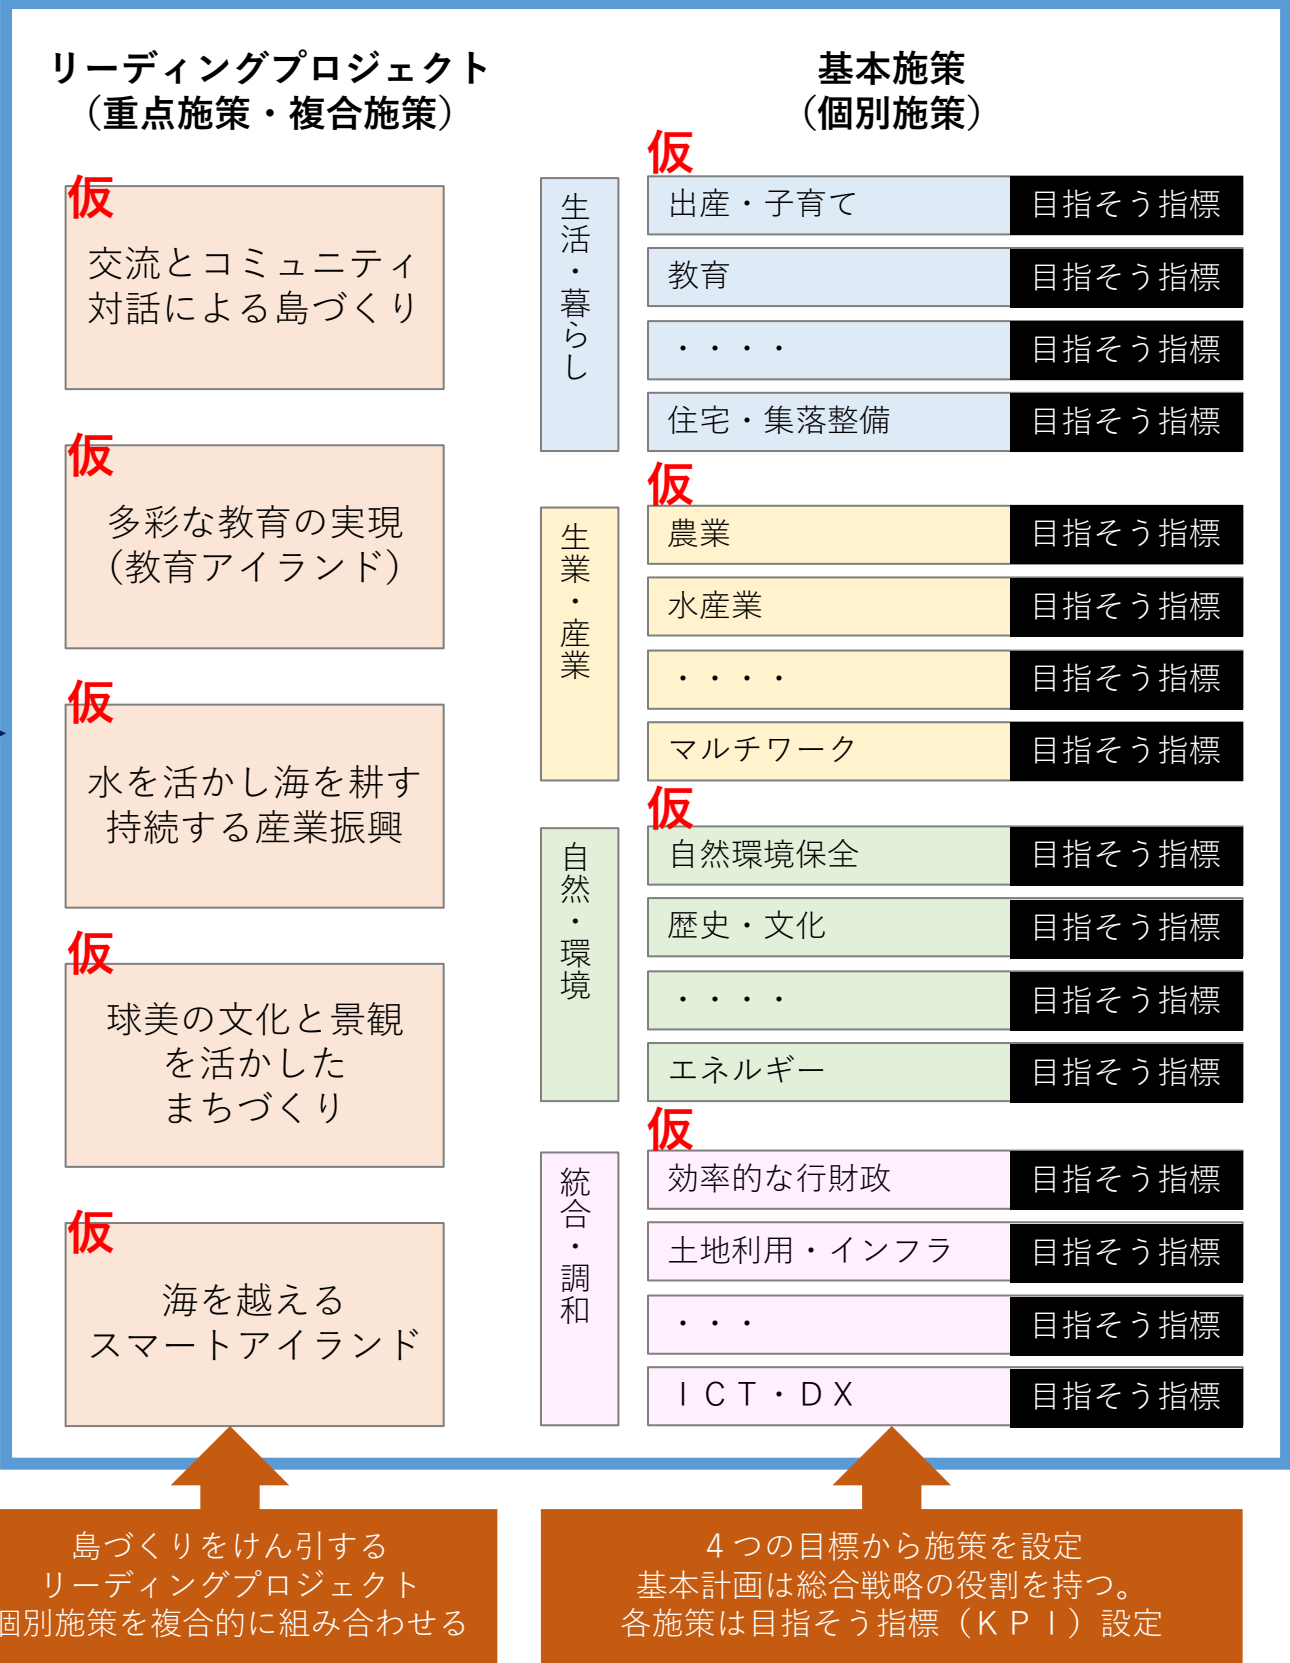 リーディングプロジェクト
（重点施策・複合施策）
仮
交流とコミュニティ
対話による島づくり
仮
多彩な教育の実現
（教育アイランド）
仮
水を活かし海を耕す
持続する産業振興
仮
球美の文化と景観
を活かした
まちづくり
仮
海を越える
スマートアイランド
島づくりをけん引する
リーディングプロジェクト
個別施策を複合的に組み合わせる
基本施策
（個別施策）
仮
生活・暮らし
出産・子育て 目指そう指標
教育 目指そう指標
・・・・ 目指そう指標
住宅・集落整備 目指そう指標
仮
生業・産業
農業 目指そう指標
水産業 目指そう指標
・・・・ 目指そう指標
マルチワーク 目指そう指標
仮
自然・環境
自然環境保全 目指そう指標
歴史・文化 目指そう指標
・・・・ 目指そう指標
エネルギー 目指そう指標
仮
統合・調和
効率的な行財政 目指そう指標
土地利用・インフラ 目指そう指標
・・・ 目指そう指標
ＩＣＴ・ＤＸ 目指そう指標
４つの目標から施策を設定
基本計画は総合戦略の役割を持つ。
各施策は目指そう指標（ＫＰＩ）設定